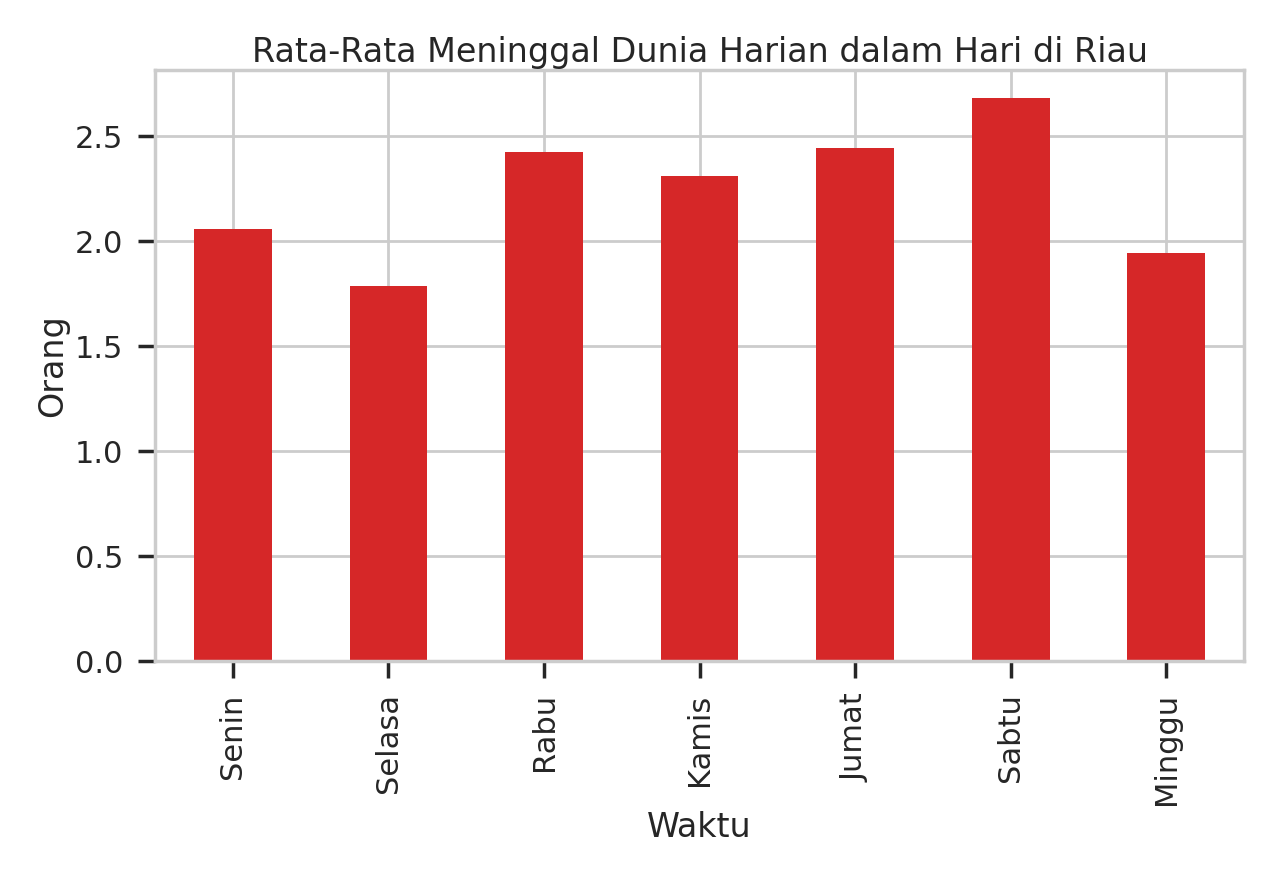 Rata-Rata Meninggal Dunia Harian dalam Hari di Riau
2.5
2.0
1.5
1.0
0.5
0.0
Orang
Senin
Selasa
Rabu
Kamis
Jumat
Sabtu
Minggu
Waktu